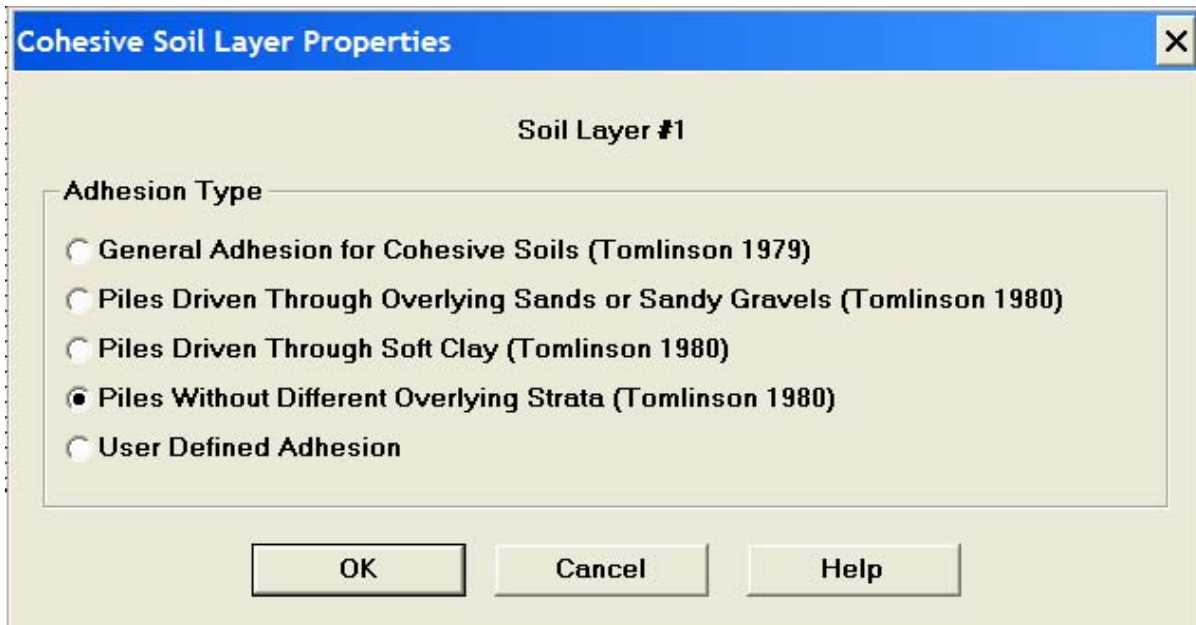 Cohesive Soil Layer Properties
Soil Layer #1
Adhesion Type
General Adhesion for Cohesive Soils (Tomlinson 1979)
Piles Driven Through Overlying Sands or Sandy Gravels (Tomlinson 1980)
Piles Driven Through Soft Clay (Tomlinson 1980)
Piles Without Different Overlying Strata (Tomlinson 1980)
User Defined Adhesion
OK Cancel Help